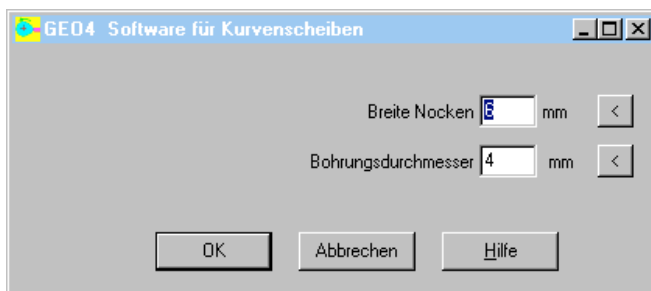 GEO4 Software für Kurvenscheiben
Breite Nocken 6 mm <
Bohrungsdurchmesser 4 mm <
OK Abbrechen Hilfe